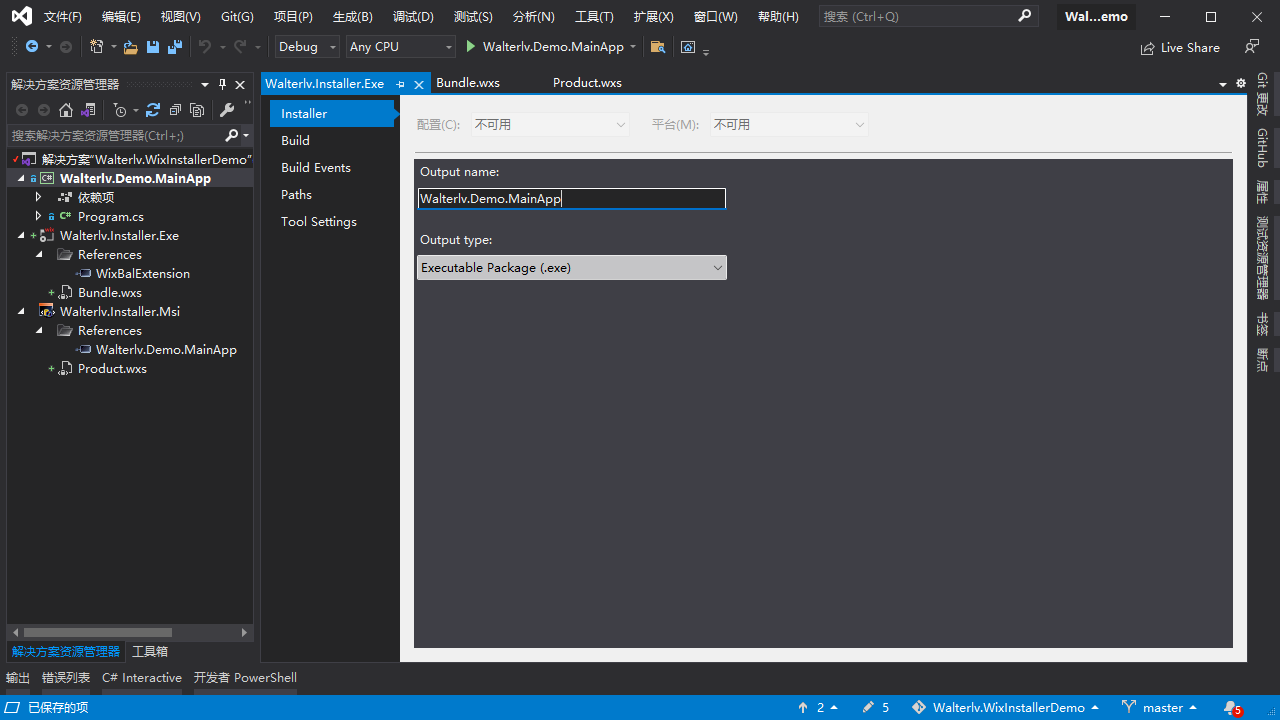 文件(F) 编辑(E) 视图(V) Git(G) 项目(P) 生成(B) 调试(D) 测试(S) 分析(N) 工具(T) 扩展(X) 窗口(W) 帮助(H) 搜索 (Ctrl+Q) Wal...emo
Debug Any CPU Walterlv.Demo.MainApp Live Share
解决方案资源管理器
搜索解决方案资源管理器(Ctrl+;)
解决方案"Walterlv.WixInstallerDemo"
Walterlv.Demo.MainApp
依赖项
C# Program.cs
Walterlv.Installer.Exe
References
WixBalExtension
Bundle.wxs
Walterlv.Installer.Msi
References
Walterlv.Demo.MainApp
Product.wxs
解决方案资源管理器 工具箱
Walterlv.Installer.Exe Bundle.wxs Product.wxs
Installer
Build
Build Events
Paths
Tool Settings
配置(C): 不可用 平台(M): 不可用
Output name:
Walterlv.Demo.MainApp
Output type:
Executable Package (.exe)
Git 更改
GitHub
属性
测试资源管理器
书签
断点
输出 错误列表 C# Interactive 开发者 PowerShell
已保存的项 2 5 Walterlv.WixInstallerDemo master 5